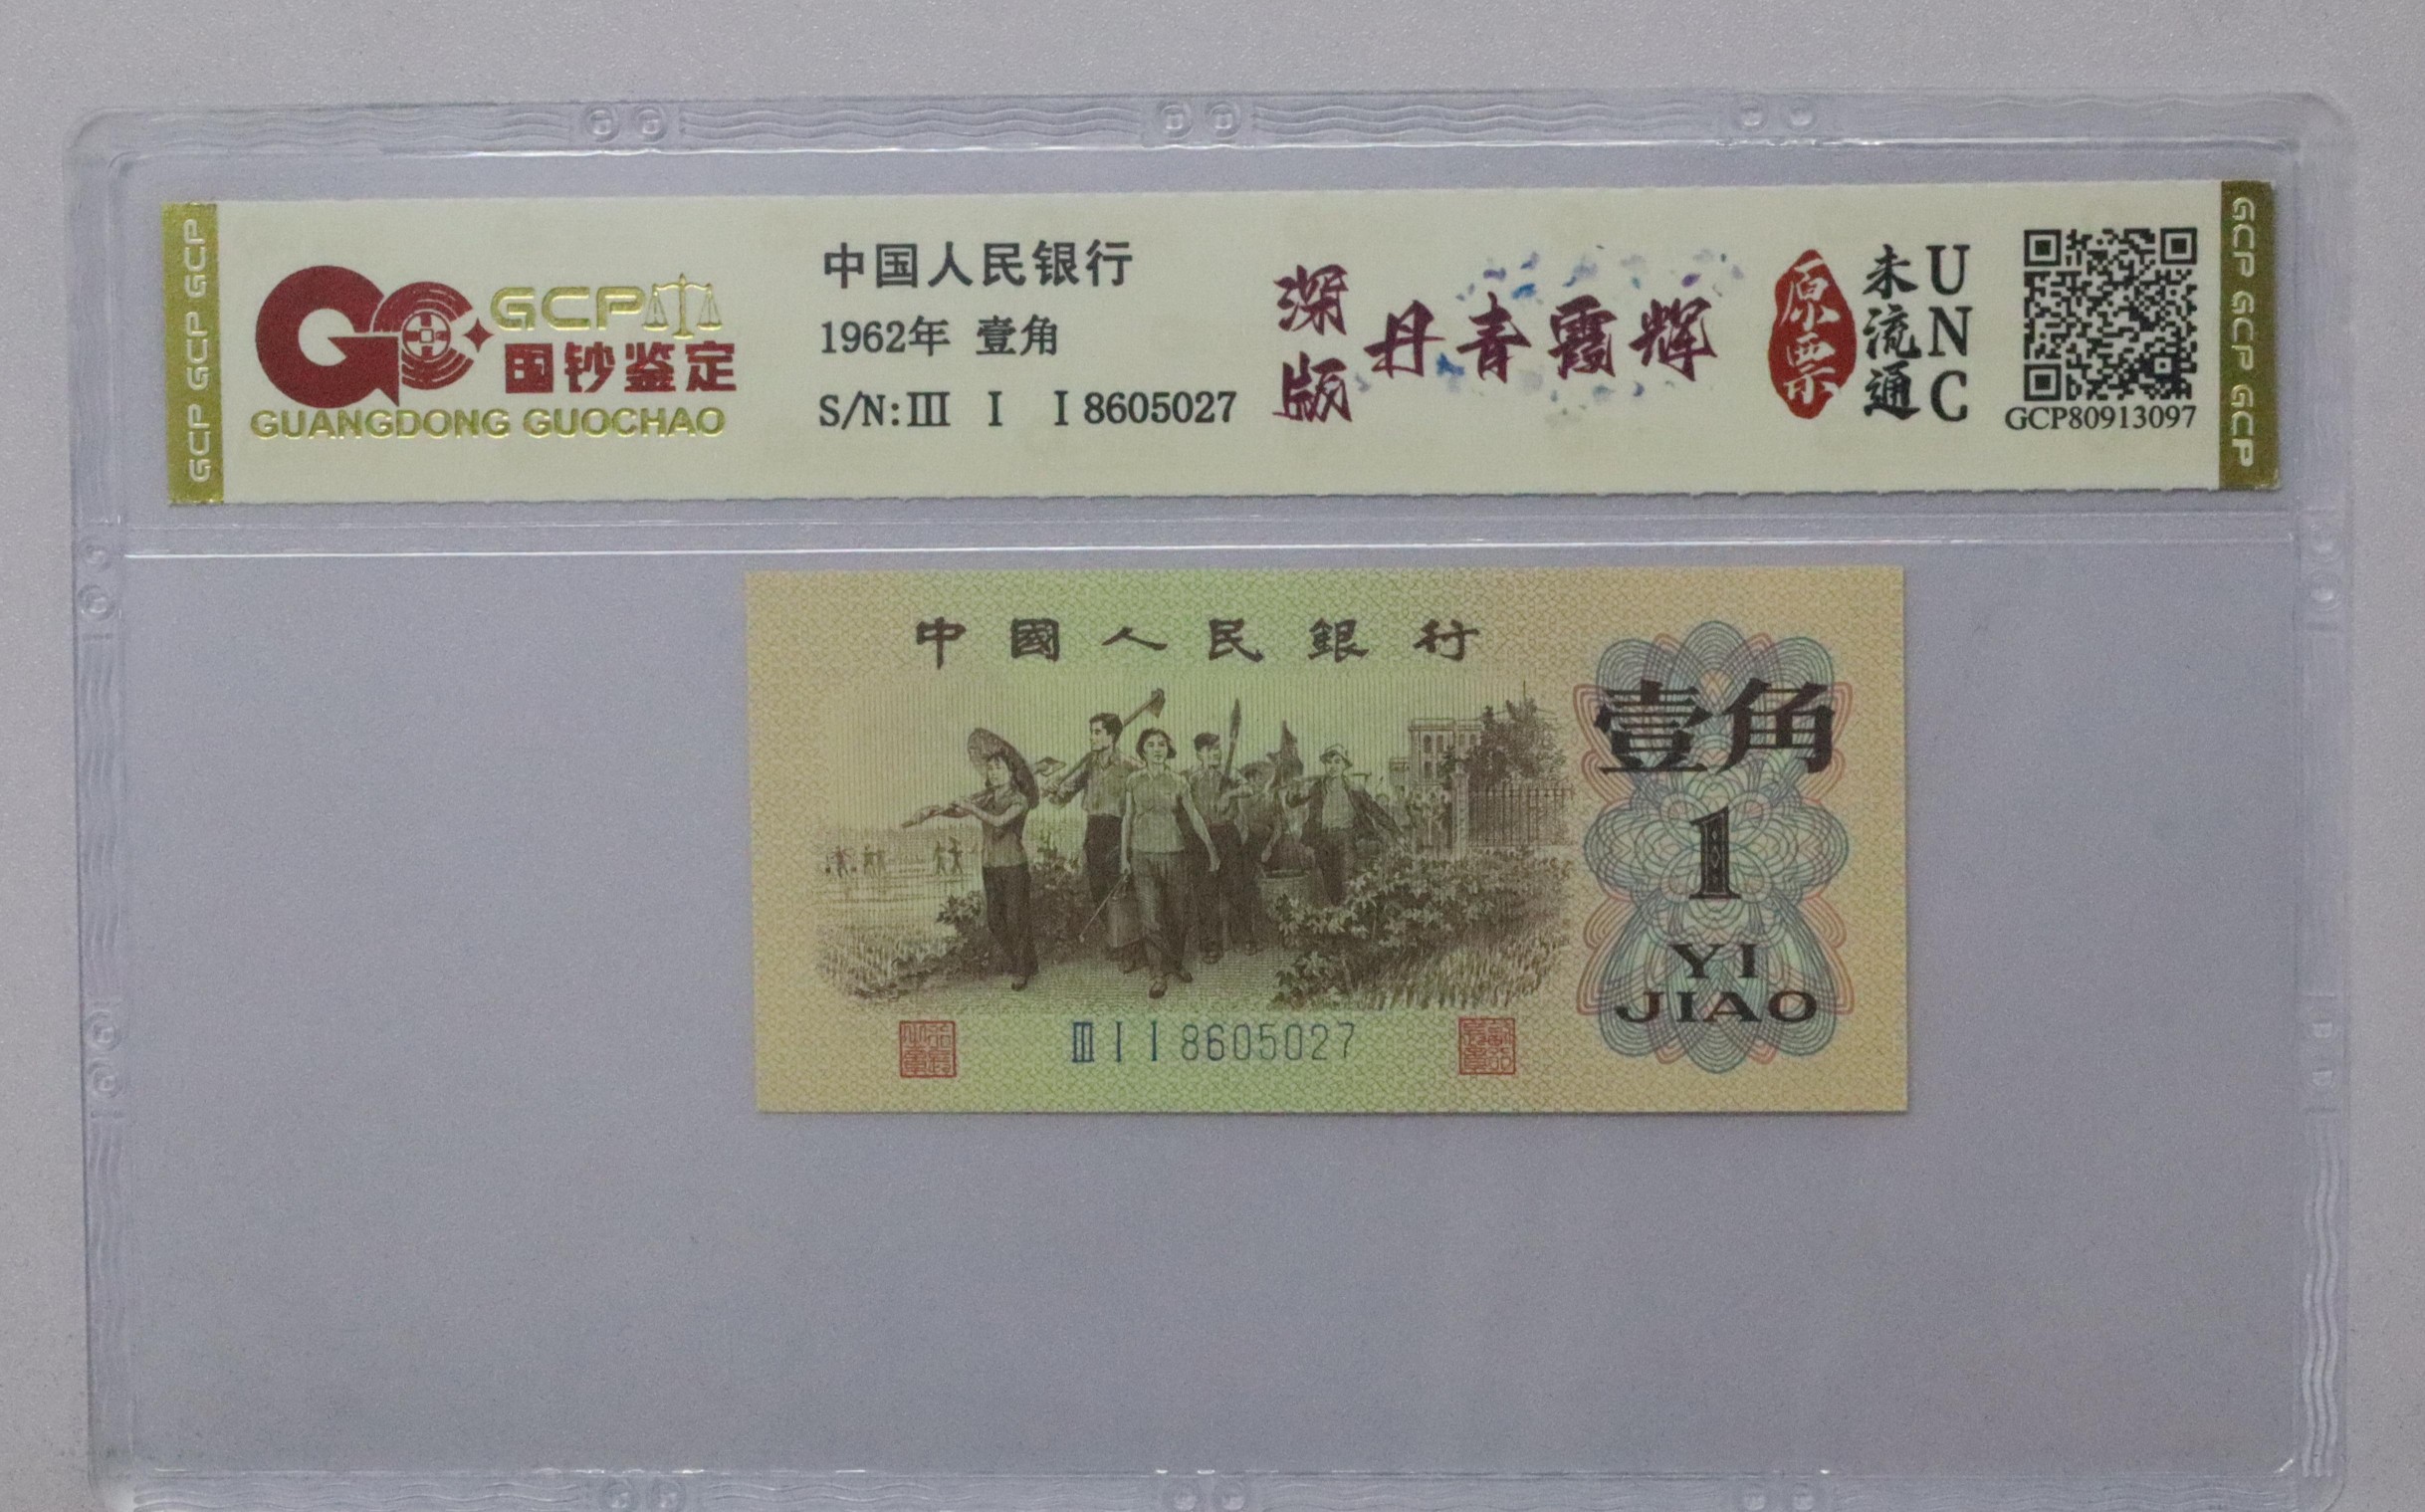 GCP GCP GCP
GCP
国钞鉴定
GUANGDONG GUOCHAO
中国人民银行
1962年 壹角
S/N:III I I 8605027
深版
丹青霞辉
原票
未流通
UNC
GCP80913097
GCP GCP GCP
中國人民銀行
壹角
1
YI
JIAO
III I I 8605027